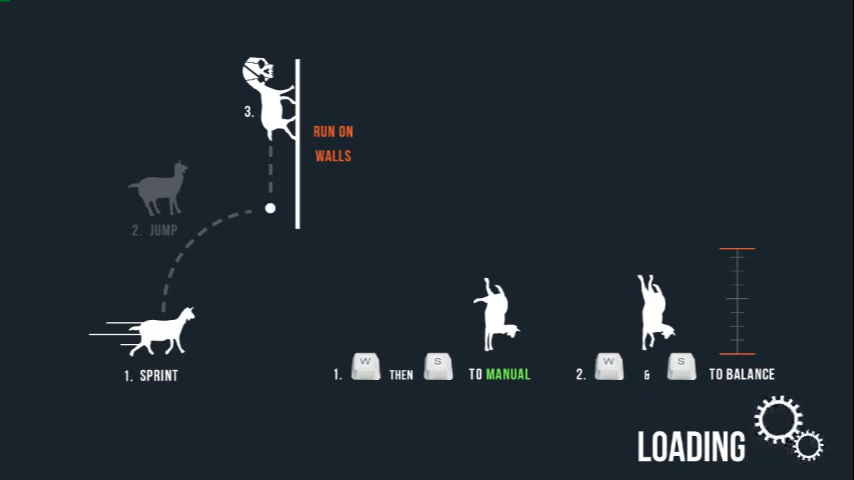 3.
RUN ON
WALLS
2. JUMP
1. SPRINT
1. W THEN S TO MANUAL
2. W & S TO BALANCE
LOADING